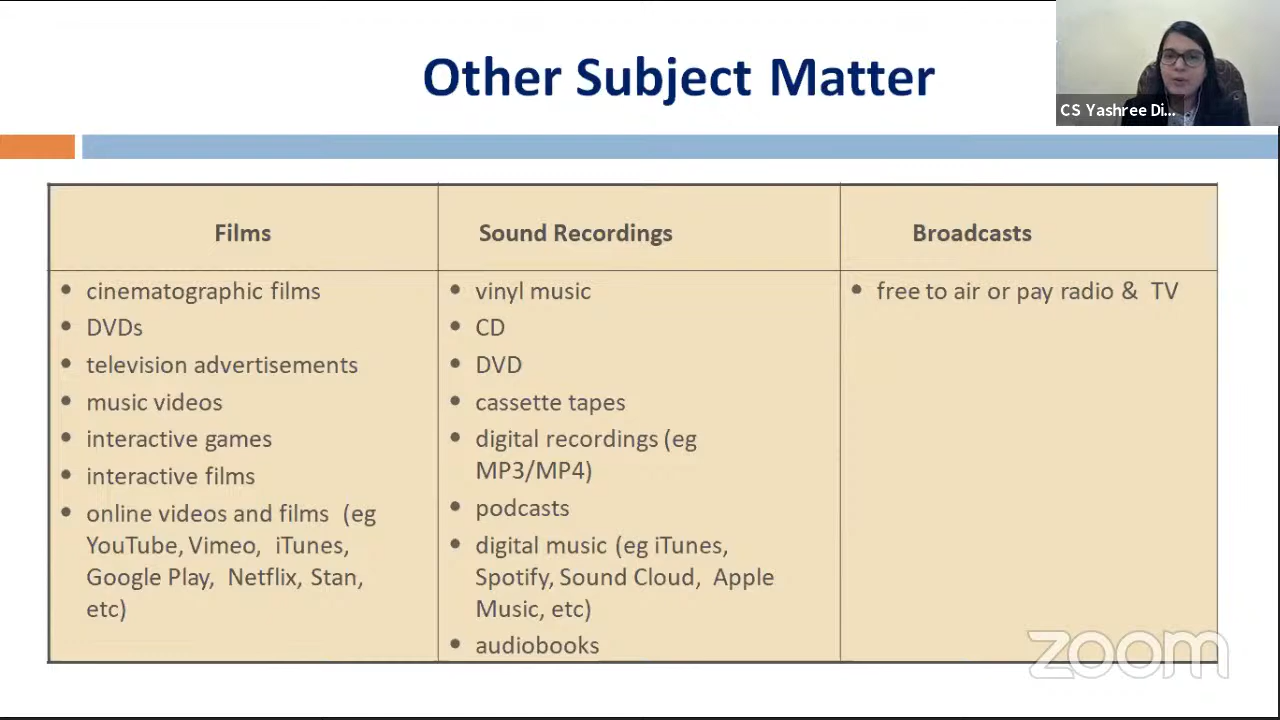 Other Subject Matter
CS Yashree Di...
Films
Sound Recordings
Broadcasts
• cinematographic films
• DVDs
• television advertisements
• music videos
• interactive games
• interactive films
• online videos and films (eg
YouTube, Vimeo, iTunes,
Google Play, Netflix, Stan,
etc)
• vinyl music
• CD
• DVD
• cassette tapes
• digital recordings (eg
MP3/MP4)
• podcasts
• digital music (eg iTunes,
Spotify, Sound Cloud, Apple
Music, etc)
• audiobooks
• free to air or pay radio & TV
zoom